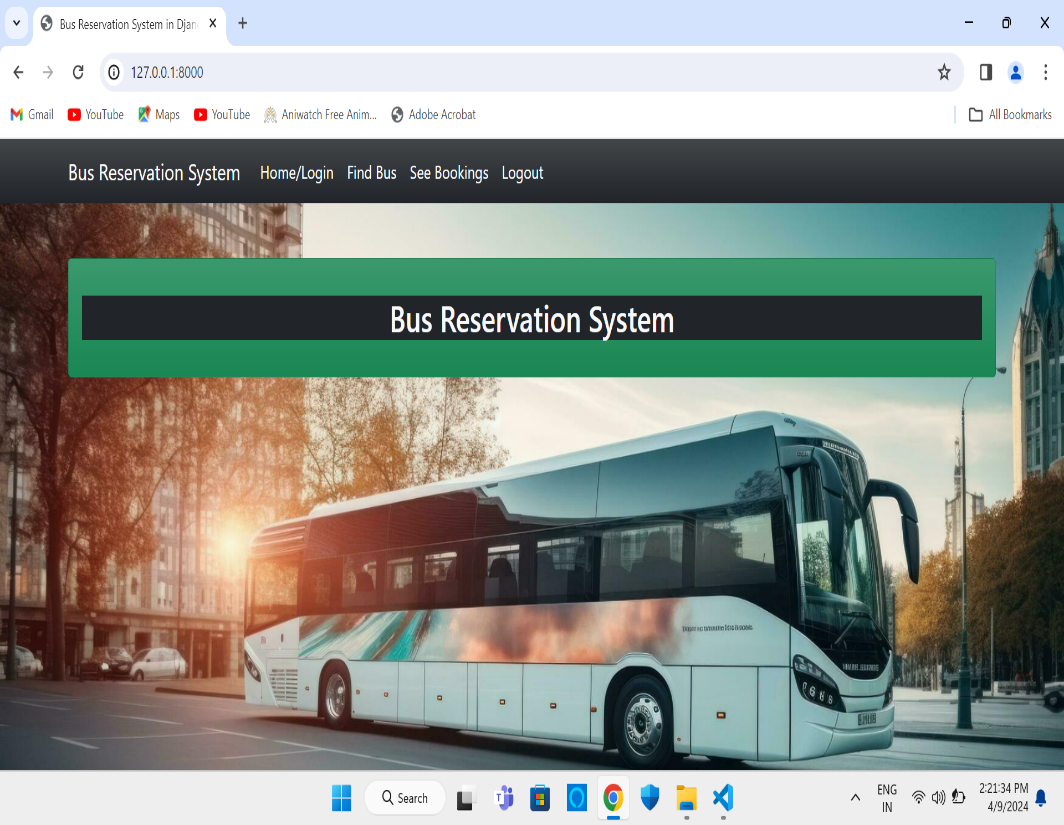 Bus Reservation System in Djan
127.0.0.1:8000
Gmail YouTube Maps YouTube Aniwatch Free Anim... Adobe Acrobat All Bookmarks
Bus Reservation System Home/Login Find Bus See Bookings Logout
Bus Reservation System
Search
ENG
IN
2:21:34 PM
4/9/2024